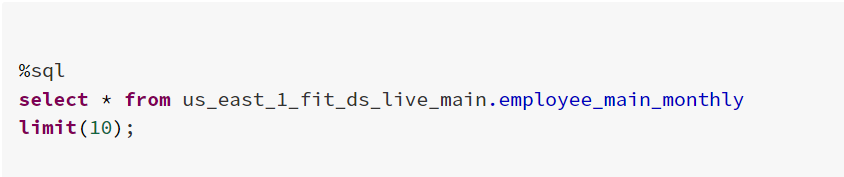 %sql
select * from us_east_1_fit_ds_live_main.employee_main_monthly
limit(10);